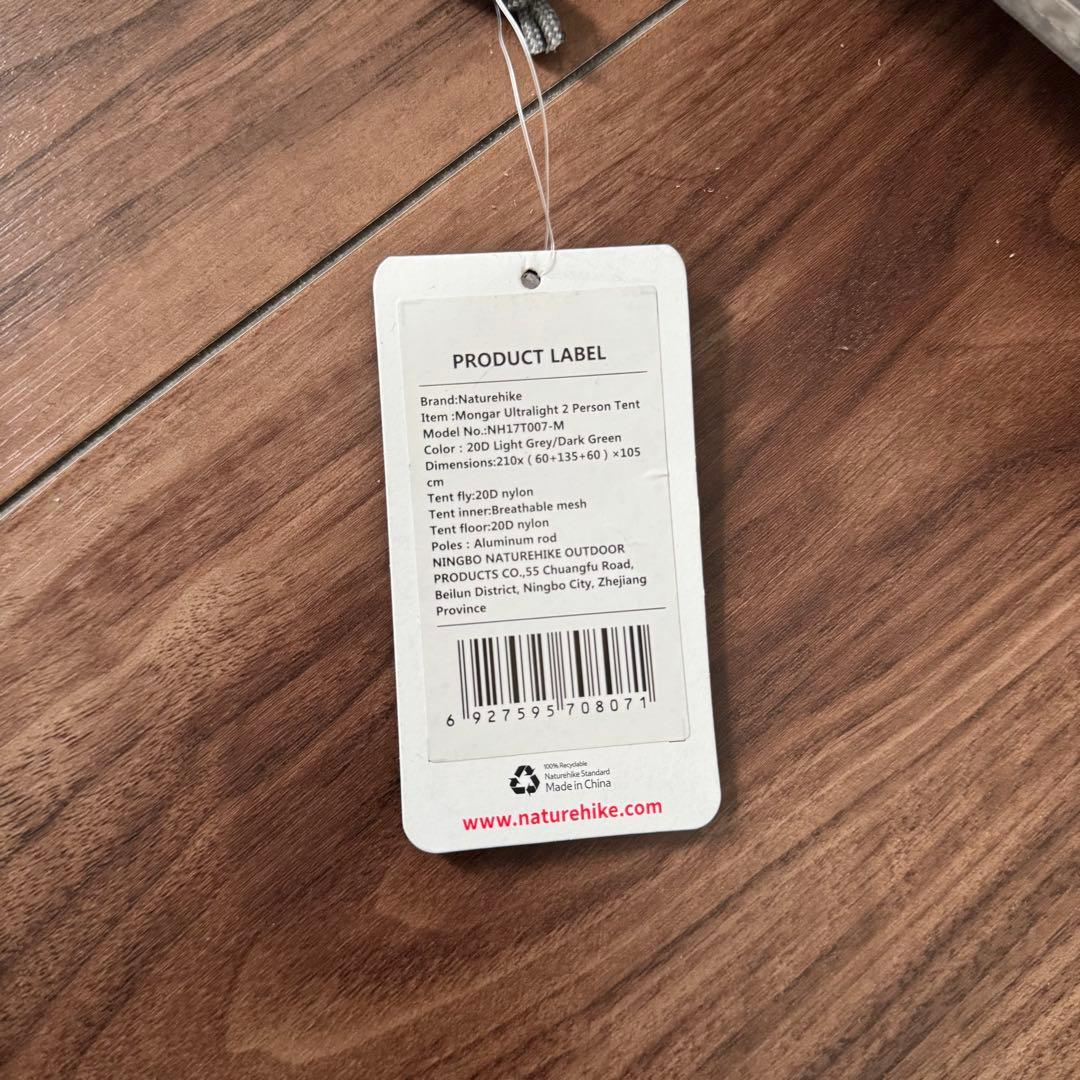 PRODUCT LABEL
Brand:Naturehike
Item :Mongar Ultralight 2 Person Tent
Model No.:NH17T007-M
Color : 20D Light Grey/Dark Green
Dimensions:210x ( 60+135+60 ) ×105
cm
Tent fly:20D nylon
Tent inner:Breathable mesh
Tent floor:20D nylon
Poles : Aluminum rod
NINGBO NATUREHIKE OUTDOOR
PRODUCTS CO.,55 Chuangfu Road,
Beilun District, Ningbo City, Zhejiang
Province
6 927595 708071
100% Recyclable
Naturehike Standard
Made in China
www.naturehike.com